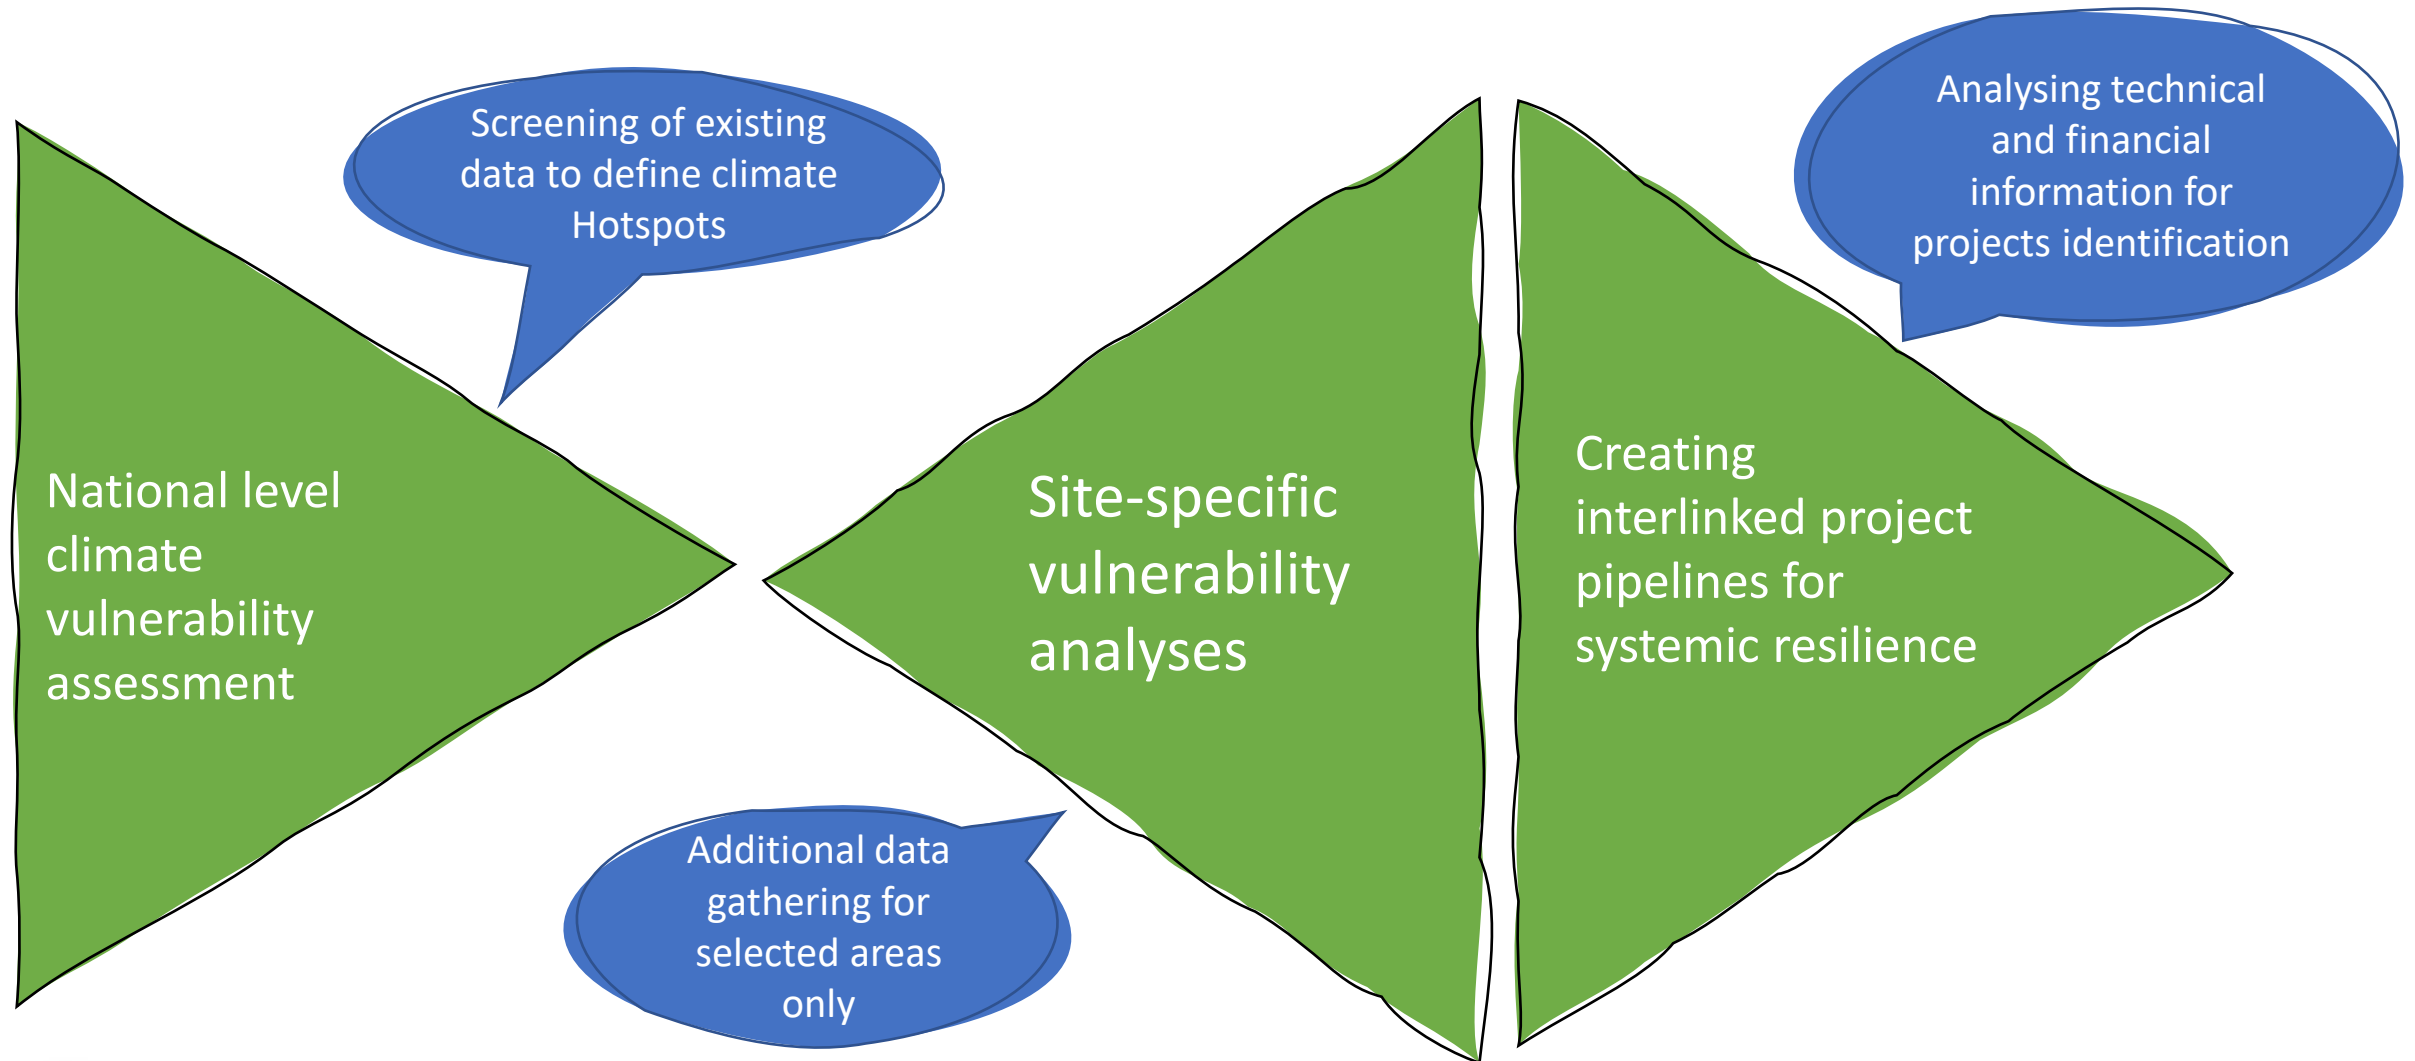 Screening of existing
data to define climate
Hotspots
Analysing technical
and financial
information for
projects identification
National level
climate
vulnerability
assessment
Site-specific
vulnerability
analyses
Creating
interlinked project
pipelines for
systemic resilience
Additional data
gathering for
selected areas
only